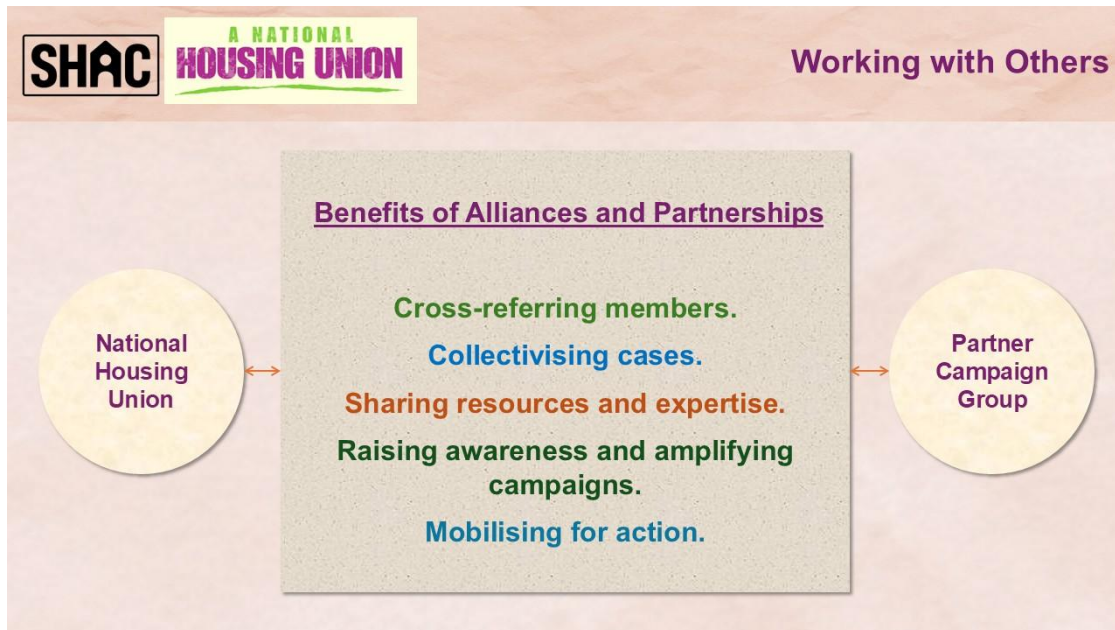 SHAC
A NATIONAL
HOUSING UNION
Working with Others
Benefits of Alliances and Partnerships
Cross-referring members.
Collectivising cases.
Sharing resources and expertise.
Raising awareness and amplifying
campaigns.
Mobilising for action.
National
Housing
Union
Partner
Campaign
Group